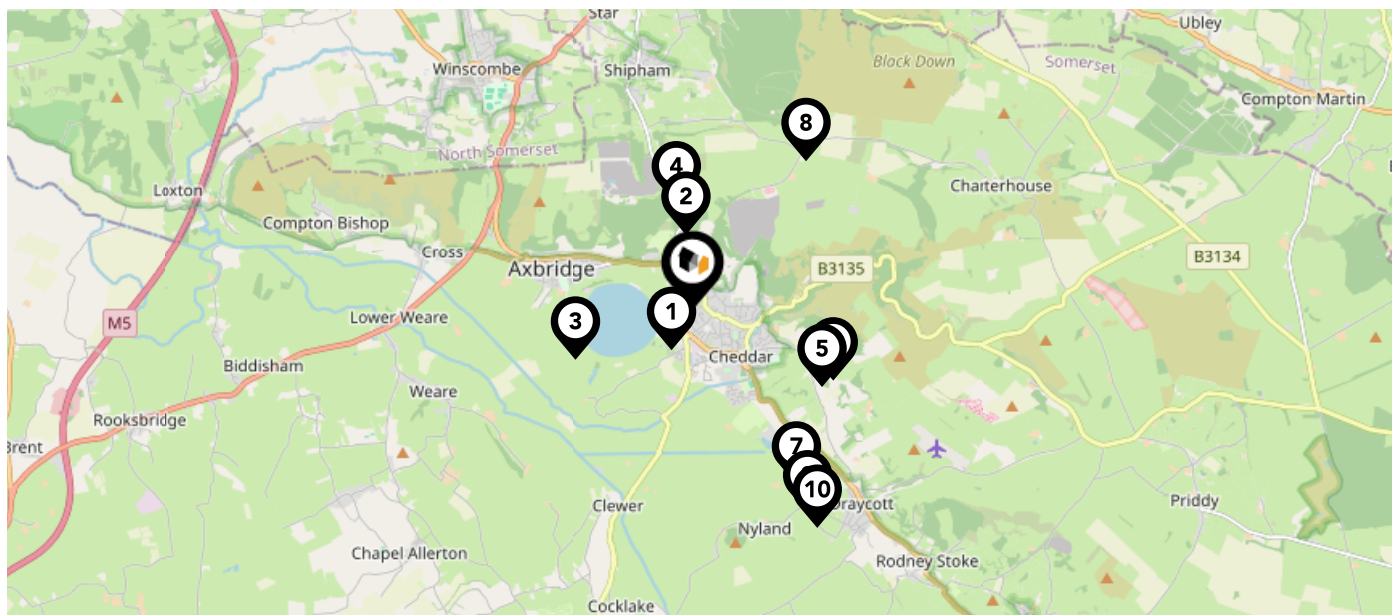 Star
Ubley
Winscombe
Shipham
Black Down
Somerset
Compton Martin
8
North Somerset
4
Loxton
2
Charterhouse
Compton Bishop
Cross
B3134
Axbridge
B3135
1
3
Lower Weare
M5
5
Cheddar
Biddisham
Weare
Rooksbridge
Brent
7
10
Draycott
Priddy
Clewer
Nyland
Chapel Allerton
Rodney Stoke
Cocklake